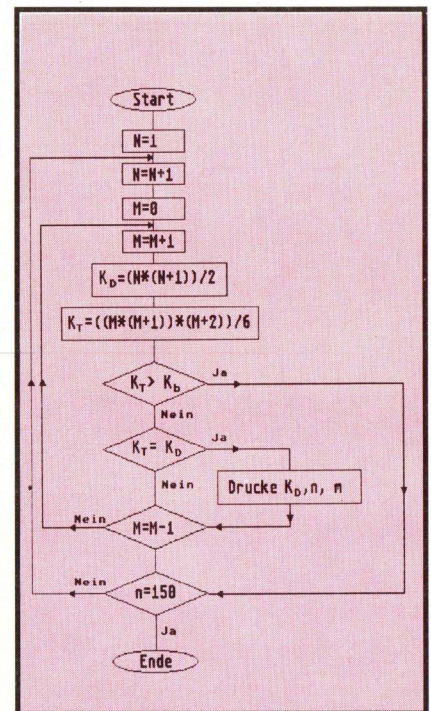 Start
N=1
N=N+1
M=0
M=M+1
K_D=(N*(N+1))/2
K_T=((M*(M+1))*(M+2))/6
K_T> K_b
Ja
Nein
K_T= K_D
Ja
Nein
Drucke K_D,n, m
Nein
M=M-1
Nein
n=150
Ja
Ende